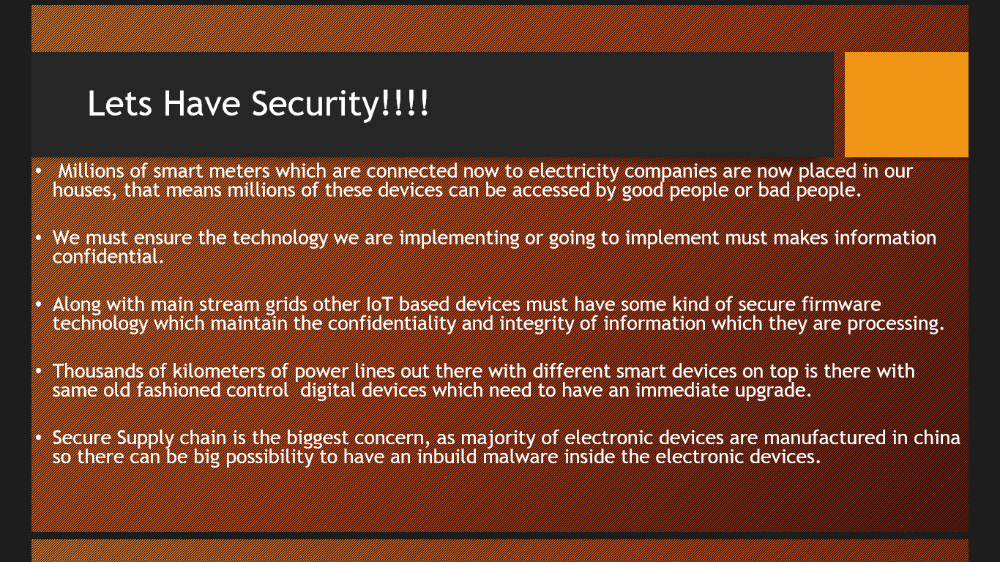 Lets Have Security!!!!
• Millions of smart meters which are connected now to electricity companies are now placed in our
houses, that means millions of these devices can be accessed by good people or bad people.
• We must ensure the technology we are implementing or going to implement must makes information
confidential.
• Along with main stream grids other IoT based devices must have some kind of secure firmware
technology which maintain the confidentiality and integrity of information which they are processing.
• Thousands of kilometers of power lines out there with different smart devices on top is there with
same old fashioned control  digital devices which need to have an immediate upgrade.
• Secure Supply chain is the biggest concern, as majority of electronic devices are manufactured in china
so there can be big possibility to have an inbuild malware inside the electronic devices.